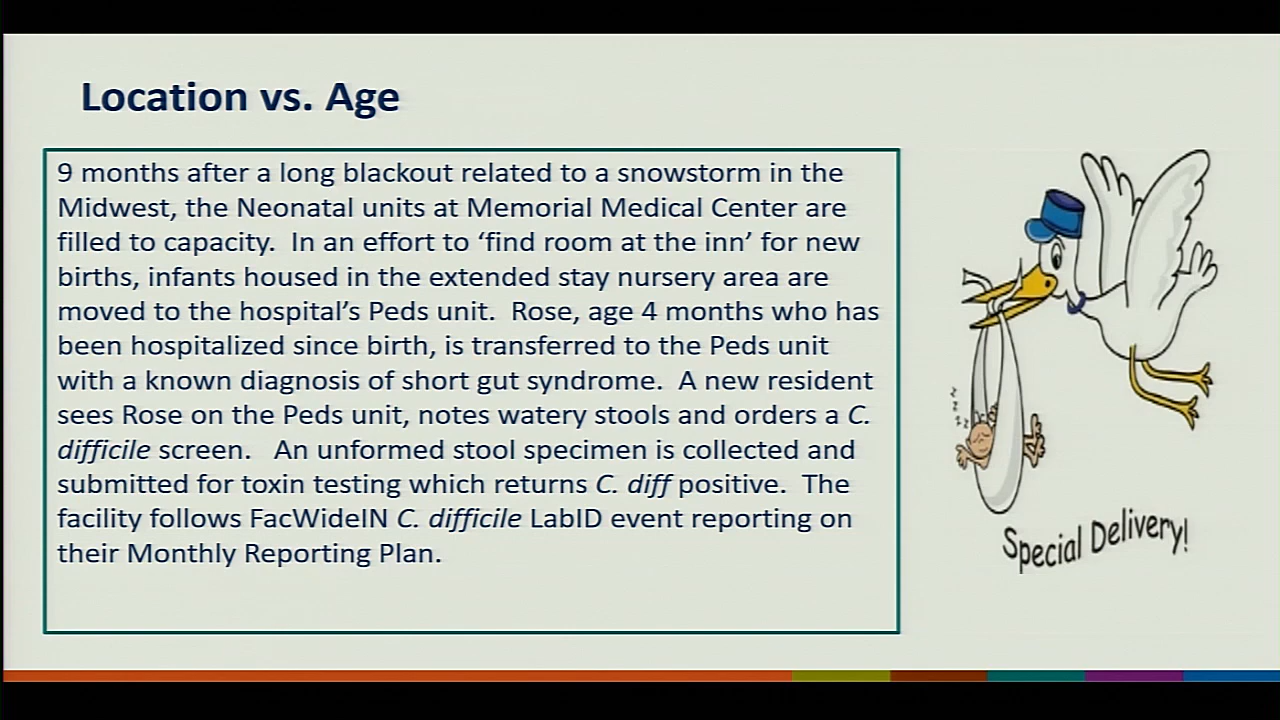 Location vs. Age
9 months after a long blackout related to a snowstorm in the
Midwest, the Neonatal units at Memorial Medical Center are
filled to capacity.  In an effort to ‘find room at the inn’ for new
births, infants housed in the extended stay nursery area are
moved to the hospital’s Peds unit.  Rose, age 4 months who has
been hospitalized since birth, is transferred to the Peds unit
with a known diagnosis of short gut syndrome.  A new resident
sees Rose on the Peds unit, notes watery stools and orders a C.
difficile screen.   An unformed stool specimen is collected and
submitted for toxin testing which returns C. diff positive.  The
facility follows FacWideIN C. difficile LabID event reporting on
their Monthly Reporting Plan.
z z z z z z
Special Delivery!